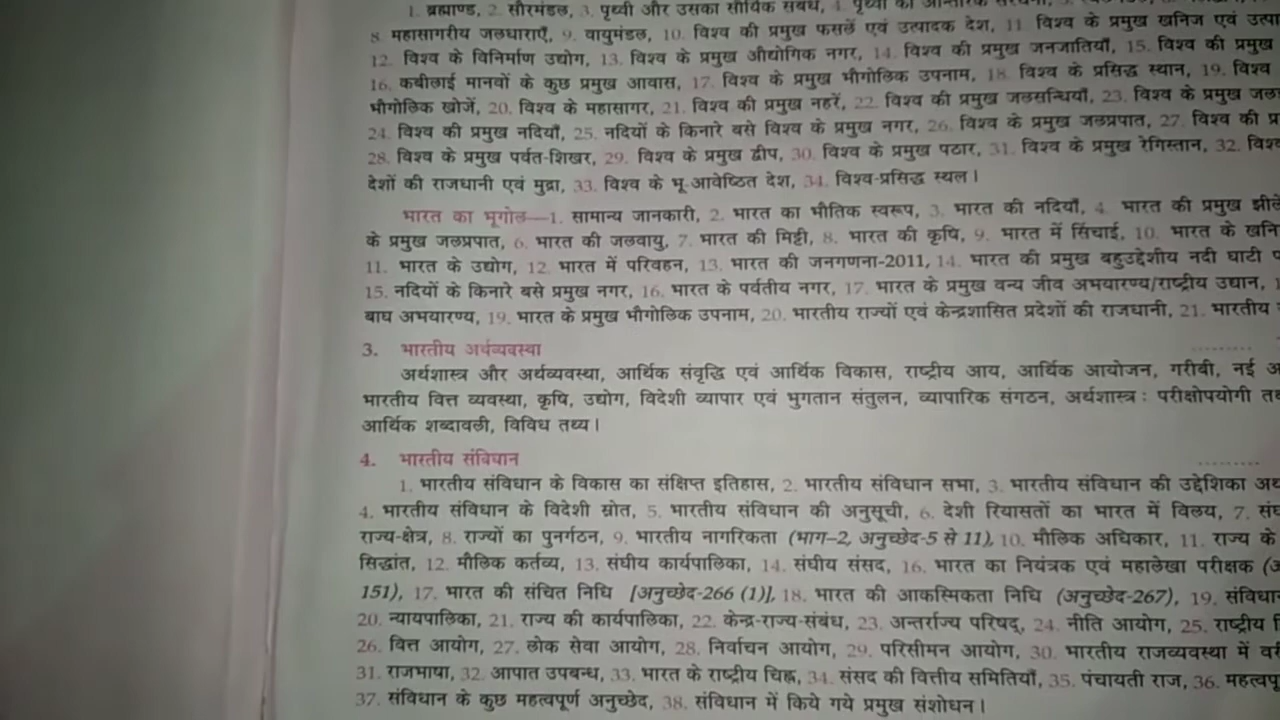 1. ब्रह्माण्ड, 2. सौरमंडल, 3. पृथ्वी और उसका सौर्यिक संबंध, 4. पृथ्वी की आन्तरिक
8. महासागरीय जलधाराएँ, 9. वायुमंडल, 10. विश्व की प्रमुख फसलें एवं उत्पादक देश, 11. विश्व के प्रमुख खनिज एवं
12. विश्व के विनिर्माण उद्योग, 13. विश्व के प्रमुख औद्योगिक नगर, 14. विश्व की प्रमुख जनजातियाँ, 15. विश्व की प्रमुख
16. कबीलाई मानवों के कुछ प्रमुख आवास, 17. विश्व के प्रमुख भौगोलिक उपनाम, 18. विश्व के प्रसिद्ध स्थान, 19. विश्व
भौगोलिक खोजें, 20. विश्व के महासागर, 21. विश्व की प्रमुख नहरें, 22. विश्व की प्रमुख जलसन्धियाँ, 23. विश्व के प्रमुख
24. विश्व की प्रमुख नदियाँ, 25. नदियों के किनारे बसे विश्व के प्रमुख नगर, 26. विश्व के प्रमुख जलप्रपात, 27. विश्व की
28. विश्व के प्रमुख पर्वत-शिखर, 29. विश्व के प्रमुख द्वीप, 30. विश्व के प्रमुख पठार, 31. विश्व के प्रमुख रेगिस्तान, 32.
देशों की राजधानी एवं मुद्रा, 33. विश्व के भू-आवेष्ठित देश, 34. विश्व-प्रसिद्ध स्थल।
भारत का भूगोल—1. सामान्य जानकारी, 2. भारत का भौतिक स्वरूप, 3. भारत की नदियाँ, 4. भारत की प्रमुख
के प्रमुख जलप्रपात, 6. भारत की जलवायु, 7. भारत की मिट्टी, 8. भारत की कृषि, 9. भारत में सिंचाई, 10. भारत के
11. भारत के उद्योग, 12. भारत में परिवहन, 13. भारत की जनगणना-2011, 14. भारत की प्रमुख बहुउद्देशीय नदी घाटी
15. नदियों के किनारे बसे प्रमुख नगर, 16. भारत के पर्वतीय नगर, 17. भारत के प्रमुख वन्य जीव अभयारण्य/राष्ट्रीय उद्यान,
बाघ अभयारण्य, 19. भारत के प्रमुख भौगोलिक उपनाम, 20. भारतीय राज्यों एवं केन्द्रशासित प्रदेशों की राजधानी, 21. भारतीय
3. भारतीय अर्थव्यवस्था
अर्थशास्त्र और अर्थव्यवस्था, आर्थिक संवृद्धि एवं आर्थिक विकास, राष्ट्रीय आय, आर्थिक आयोजन, गरीबी, नई
भारतीय वित्त व्यवस्था, कृषि, उद्योग, विदेशी व्यापार एवं भुगतान संतुलन, व्यापारिक संगठन, अर्थशास्त्र : परीक्षोपयोगी
आर्थिक शब्दावली, विविध तथ्य।
4. भारतीय संविधान
1. भारतीय संविधान के विकास का संक्षिप्त इतिहास, 2. भारतीय संविधान सभा, 3. भारतीय संविधान की उद्देशिका
4. भारतीय संविधान के विदेशी स्रोत, 5. भारतीय संविधान की अनुसूची, 6. देशी रियासतों का भारत में विलय, 7.
राज्य-क्षेत्र, 8. राज्यों का पुनर्गठन, 9. भारतीय नागरिकता (भाग–2, अनुच्छेद-5 से 11), 10. मौलिक अधिकार, 11. राज्य के
सिद्धांत, 12. मौलिक कर्तव्य, 13. संघीय कार्यपालिका, 14. संघीय संसद, 16. भारत का नियंत्रक एवं महालेखा परीक्षक
151), 17. भारत की संचित निधि [अनुच्छेद-266 (1)], 18. भारत की आकस्मिकता निधि (अनुच्छेद-267), 19.
20. न्यायपालिका, 21. राज्य की कार्यपालिका, 22. केन्द्र-राज्य-संबंध, 23. अन्तर्राज्य परिषद्, 24. नीति आयोग, 25. राष्ट्रीय
26. वित्त आयोग, 27. लोक सेवा आयोग, 28. निर्वाचन आयोग, 29. परिसीमन आयोग, 30. भारतीय राजव्यवस्था में
31. राजभाषा, 32. आपात उपबन्ध, 33. भारत के राष्ट्रीय चिह्न, 34. संसद की वित्तीय समितियाँ, 35. पंचायती राज, 36.
37. संविधान के कुछ महत्वपूर्ण अनुच्छेद, 38. संविधान में किये गये प्रमुख संशोधन।